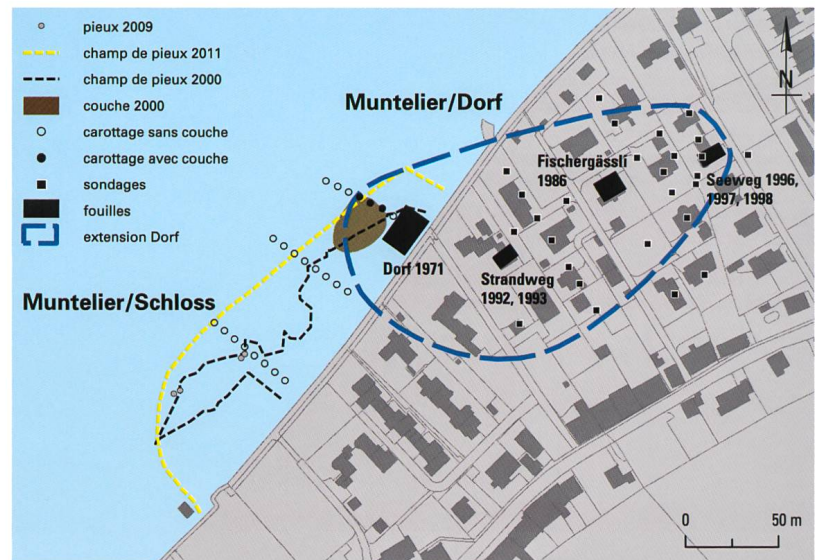 pieux 2009
champ de pieux 2011
champ de pieux 2000
couche 2000
carottage sans couche
carottage avec couche
sondages
fouilles
extension Dorf
Muntelier/Dorf
N
Fischergässli
1986
Seeweg 1996,
1997, 1998
Dorf 1971
Strandweg
1992, 1993
Muntelier/Schloss
0 50 m